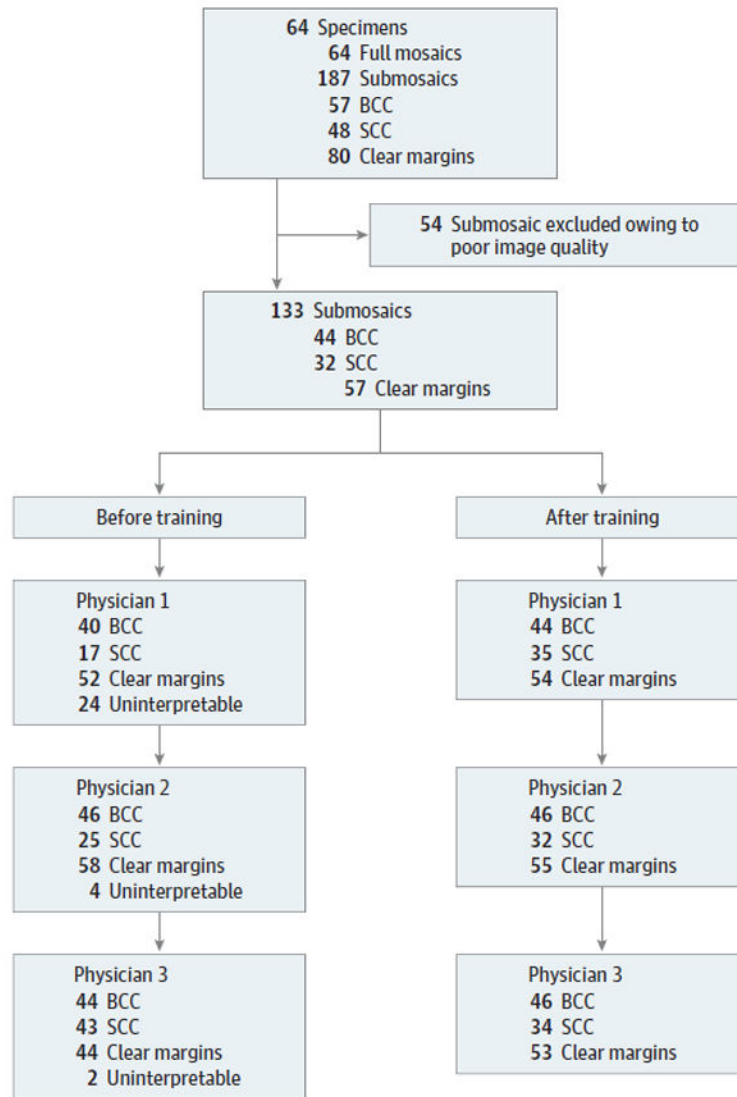 64 Specimens
64 Full mosaics
187 Submosaics
57 BCC
48 SCC
80 Clear margins
54 Submosaic excluded owing to
poor image quality
133 Submosaics
44 BCC
32 SCC
57 Clear margins
Before training
Physician 1
40 BCC
17 SCC
52 Clear margins
24 Uninterpretable
Physician 2
46 BCC
25 SCC
58 Clear margins
4 Uninterpretable
Physician 3
44 BCC
43 SCC
44 Clear margins
2 Uninterpretable
After training
Physician 1
44 BCC
35 SCC
54 Clear margins
Physician 2
46 BCC
32 SCC
55 Clear margins
Physician 3
46 BCC
34 SCC
53 Clear margins